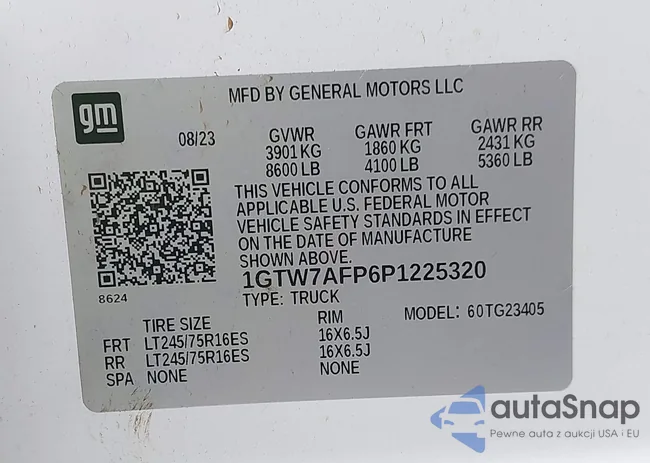 gm
MFD BY GENERAL MOTORS LLC
08/23 GVWR GAWR FRT GAWR RR
3901 KG 1860 KG 2431 KG
8600 LB 4100 LB 5360 LB
THIS VEHICLE CONFORMS TO ALL
APPLICABLE U.S. FEDERAL MOTOR
VEHICLE SAFETY STANDARDS IN EFFECT
ON THE DATE OF MANUFACTURE
SHOWN ABOVE.
8624
1GTW7AFP6P1225320
TYPE: TRUCK
MODEL: 60TG23405
TIRE SIZE RIM
FRT LT245/75R16ES 16X6.5J
RR LT245/75R16ES 16X6.5J
SPA NONE NONE
autaSnap
Pewne auta z aukcji USA i EU